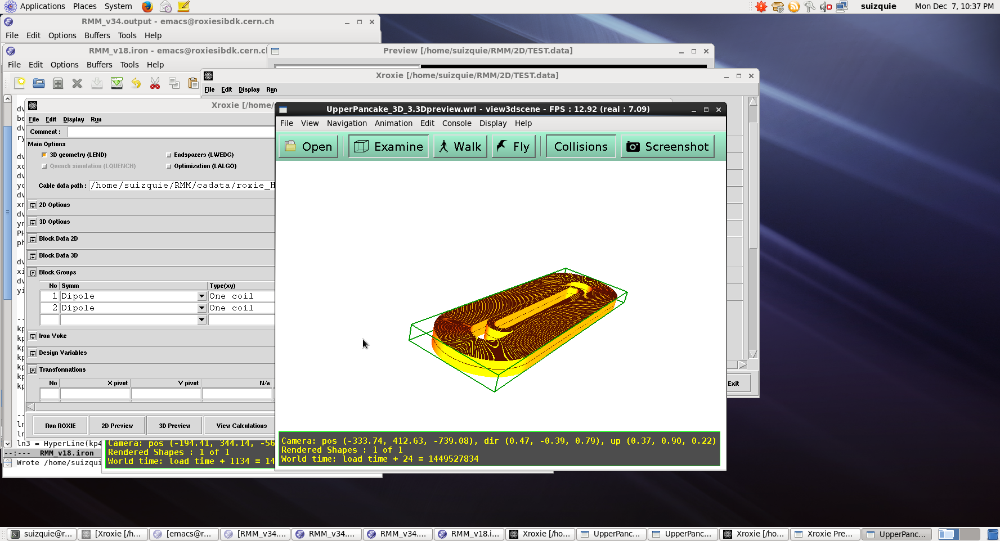 Applications Places System
suizquie Mon Dec 7, 10:37 PM
RMM_v34.output - emacs@roxiesibdk.cern.ch
File Edit Options Buffers Tools Help
RMM_v18.iron - emacs@roxiesibdk.cern.cl
File Edit Options Buffers Tools Help
Preview [/home/suizquie/RMM/2D/TEST.data]
Xroxie [/home/suizquie/RMM/2D/TEST.data]
File Edit Display Run
Xroxie [/home/
File Edit Display Run
Comment :
Main Options
3D geometry (LEND) Endspacers (LWEDG)
Quench simulation (LQUENCH) Optimization (LALGO)
Cable data path : /home/suizquie/RMM/cadata/roxie_H
2D Options
3D Options
Block Data 2D
Block Data 3D
Block Groups
No Symm Type(xy)
1 Dipole One coil
2 Dipole One coil
Iron Yoke
Design Variables
Transformations
No X pivot Y pivot N/a
Run ROXIE 2D Preview 3D Preview View Calculations
UpperPancake_3D_3.3Dpreview.wrl - view3dscene - FPS : 12.92 (real : 7.09)
File View Navigation Animation Edit Console Display Help
Open Examine Walk Fly Collisions Screenshot
Camera: pos (-333.74, 412.63, -739.08), dir (0.47, -0.39, 0.79), up (0.37, 0.90, 0.22)
Rendered Shapes : 1 of 1
World time: load time + 24 = 1449527834
Exit
dv
be
dv
ry
dv
xc
dv
yc
dv
xr
dv
yr
PH
ph
dv
xi
dv
yi
--
kp
kp
kp
kp
kp
kp
kp
--
ln
ln
ln3 = HyperLine(kp4
--:--- RMM_v18.iron
Wrote /home/suizqui
Camera: pos (-194.41, 344.14, -56
Rendered Shapes : 1 of 1
World time: load time + 1134 = 14
suizquie@r... [Xroxie [/h... [emacs@r... [RMM_v34.... RMM_v34.... RMM_v34.... RMM_v18.i... Xroxie [/ho... UpperPanc... UpperPanc... Xroxie [/ho... Xroxie Pre... UpperPanc...